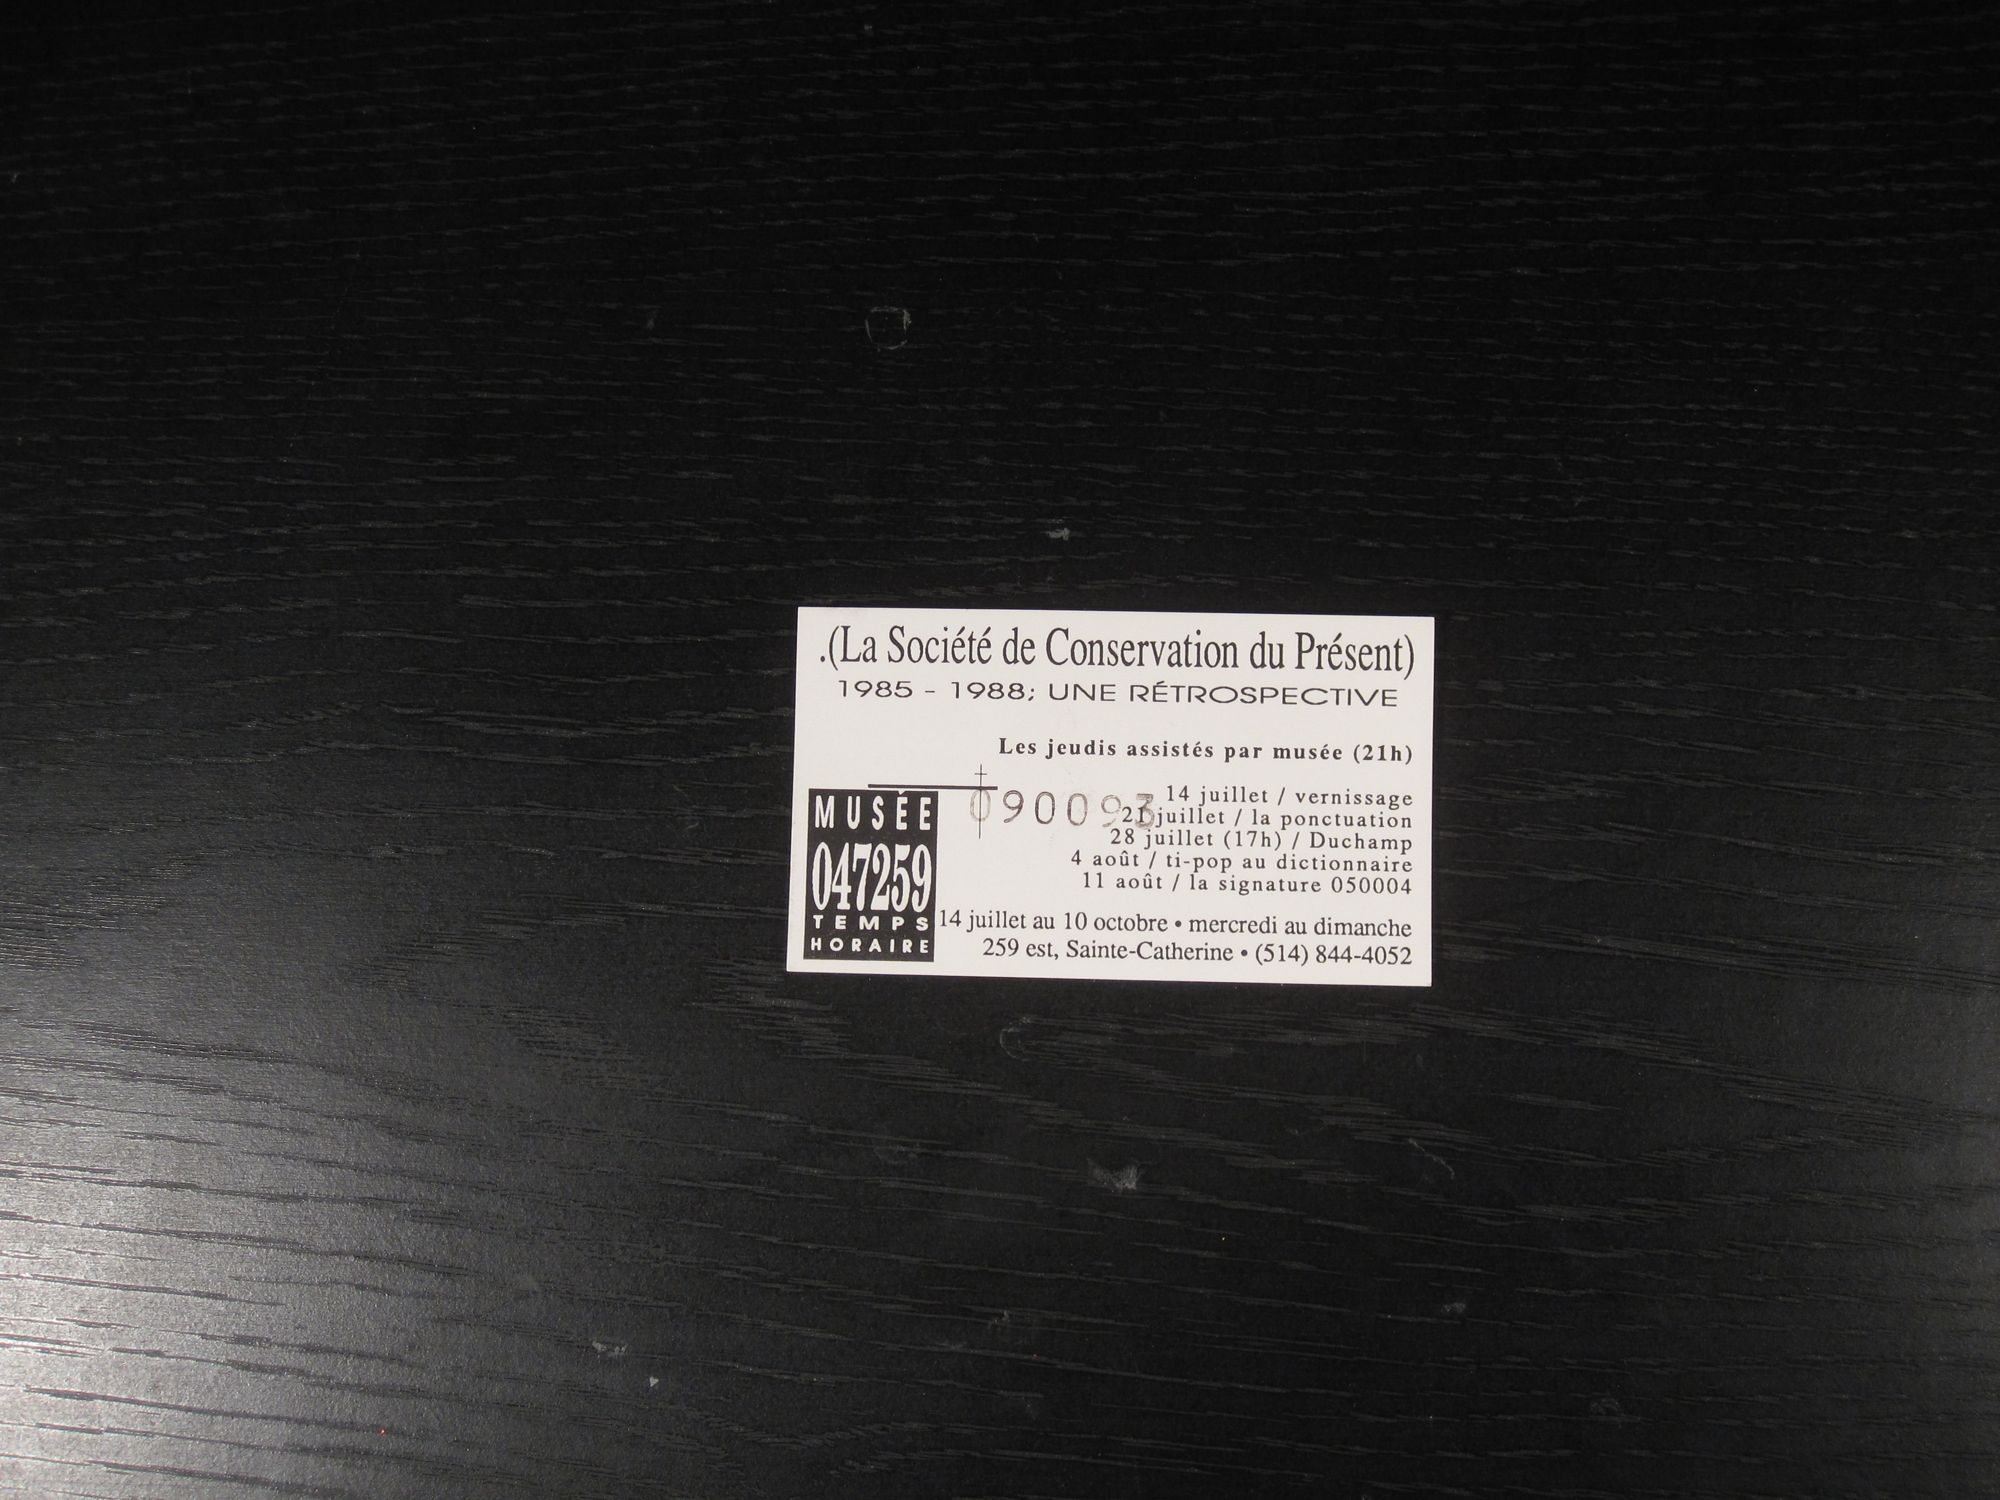 .(La Société de Conservation du Présent)
1985 - 1988; UNE RÉTROSPECTIVE
Les jeudis assistés par musée (21h)
MUSÉE
047259
TEMPS
HORAIRE
090093
14 juillet / vernissage
21 juillet / la ponctuation
28 juillet (17h) / Duchamp
4 août / ti-pop au dictionnaire
11 août / la signature 050004
14 juillet au 10 octobre • mercredi au dimanche
259 est, Sainte-Catherine • (514) 844-4052